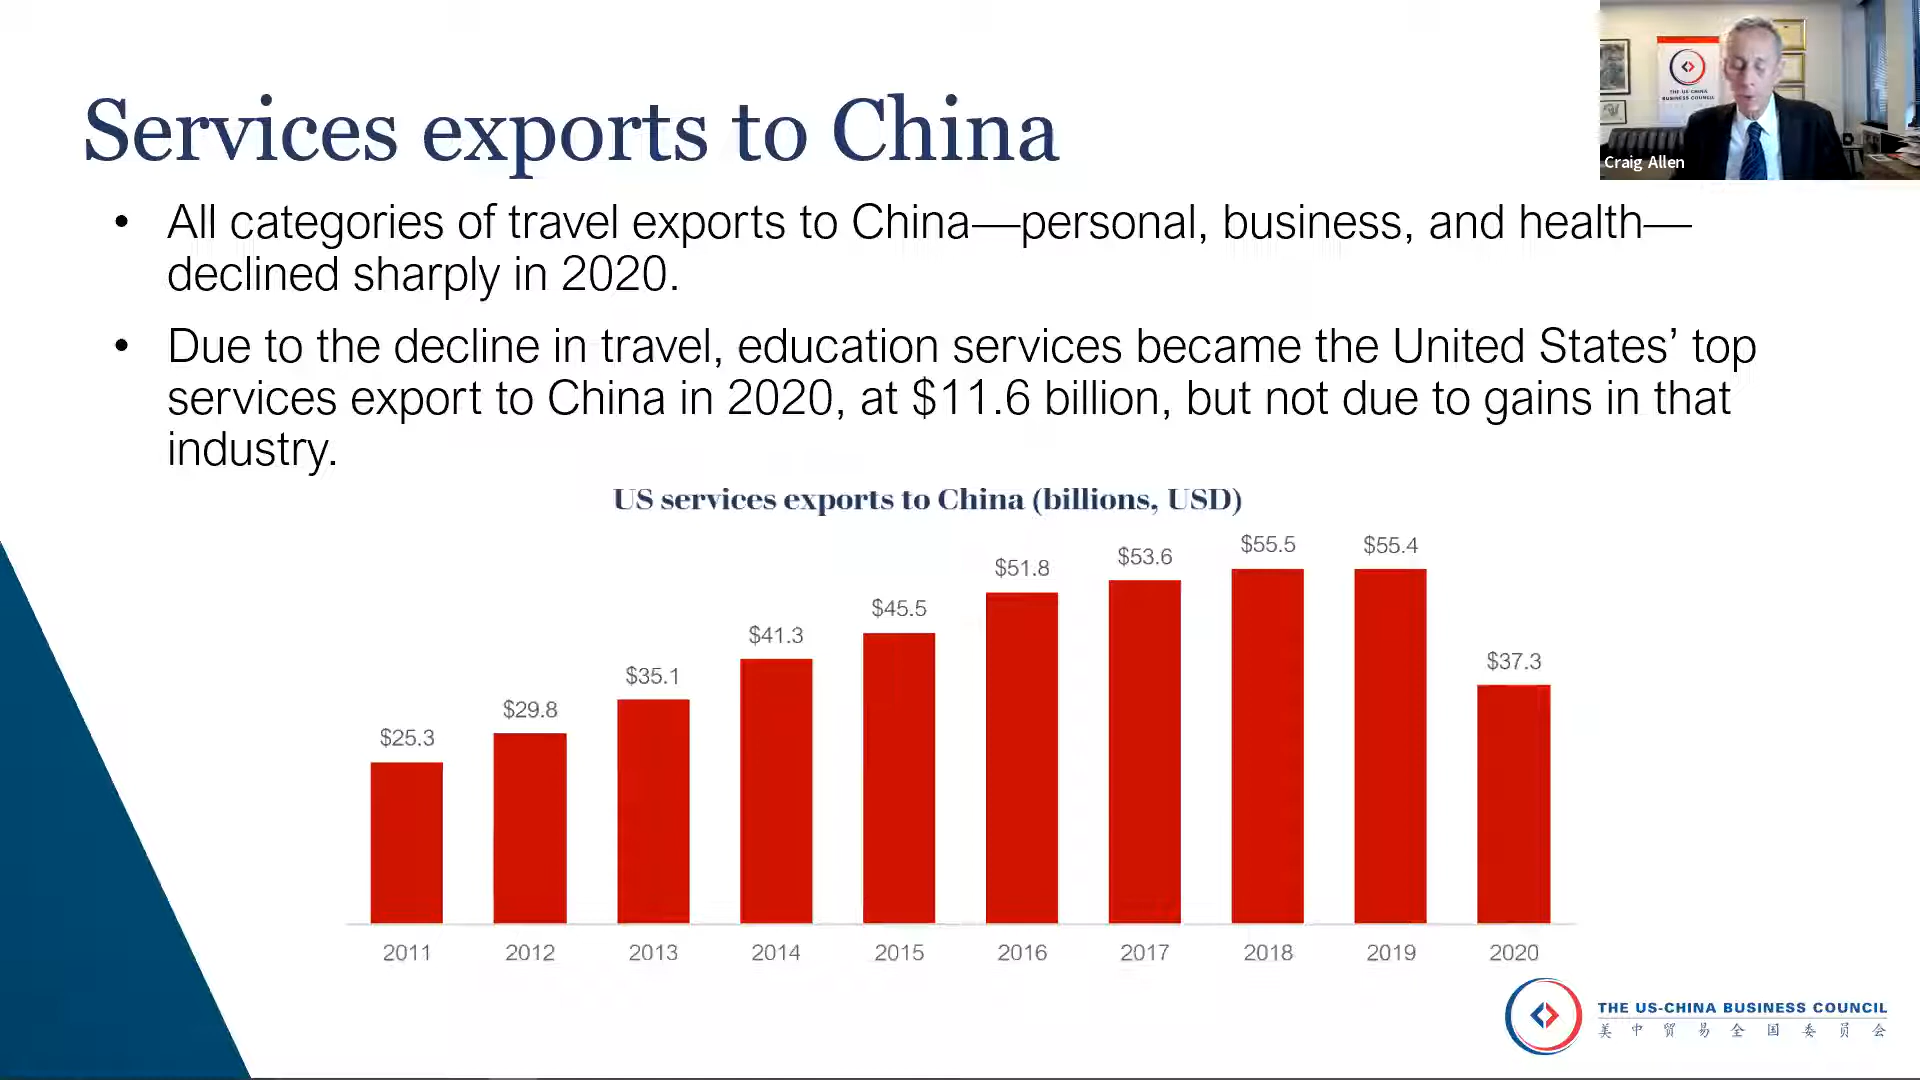 Services exports to China
• All categories of travel exports to China—personal, business, and health—
declined sharply in 2020.
• Due to the decline in travel, education services became the United States’ top
services export to China in 2020, at $11.6 billion, but not due to gains in that
industry.
US services exports to China (billions, USD)
$25.3
$29.8
$35.1
$41.3
$45.5
$51.8
$53.6
$55.5
$55.4
$37.3
2011 2012 2013 2014 2015 2016 2017 2018 2019 2020
THE US-CHINA BUSINESS COUNCIL
美中贸易全国委员会
THE US-CHINA
BUSINESS COUNCIL
Craig Allen